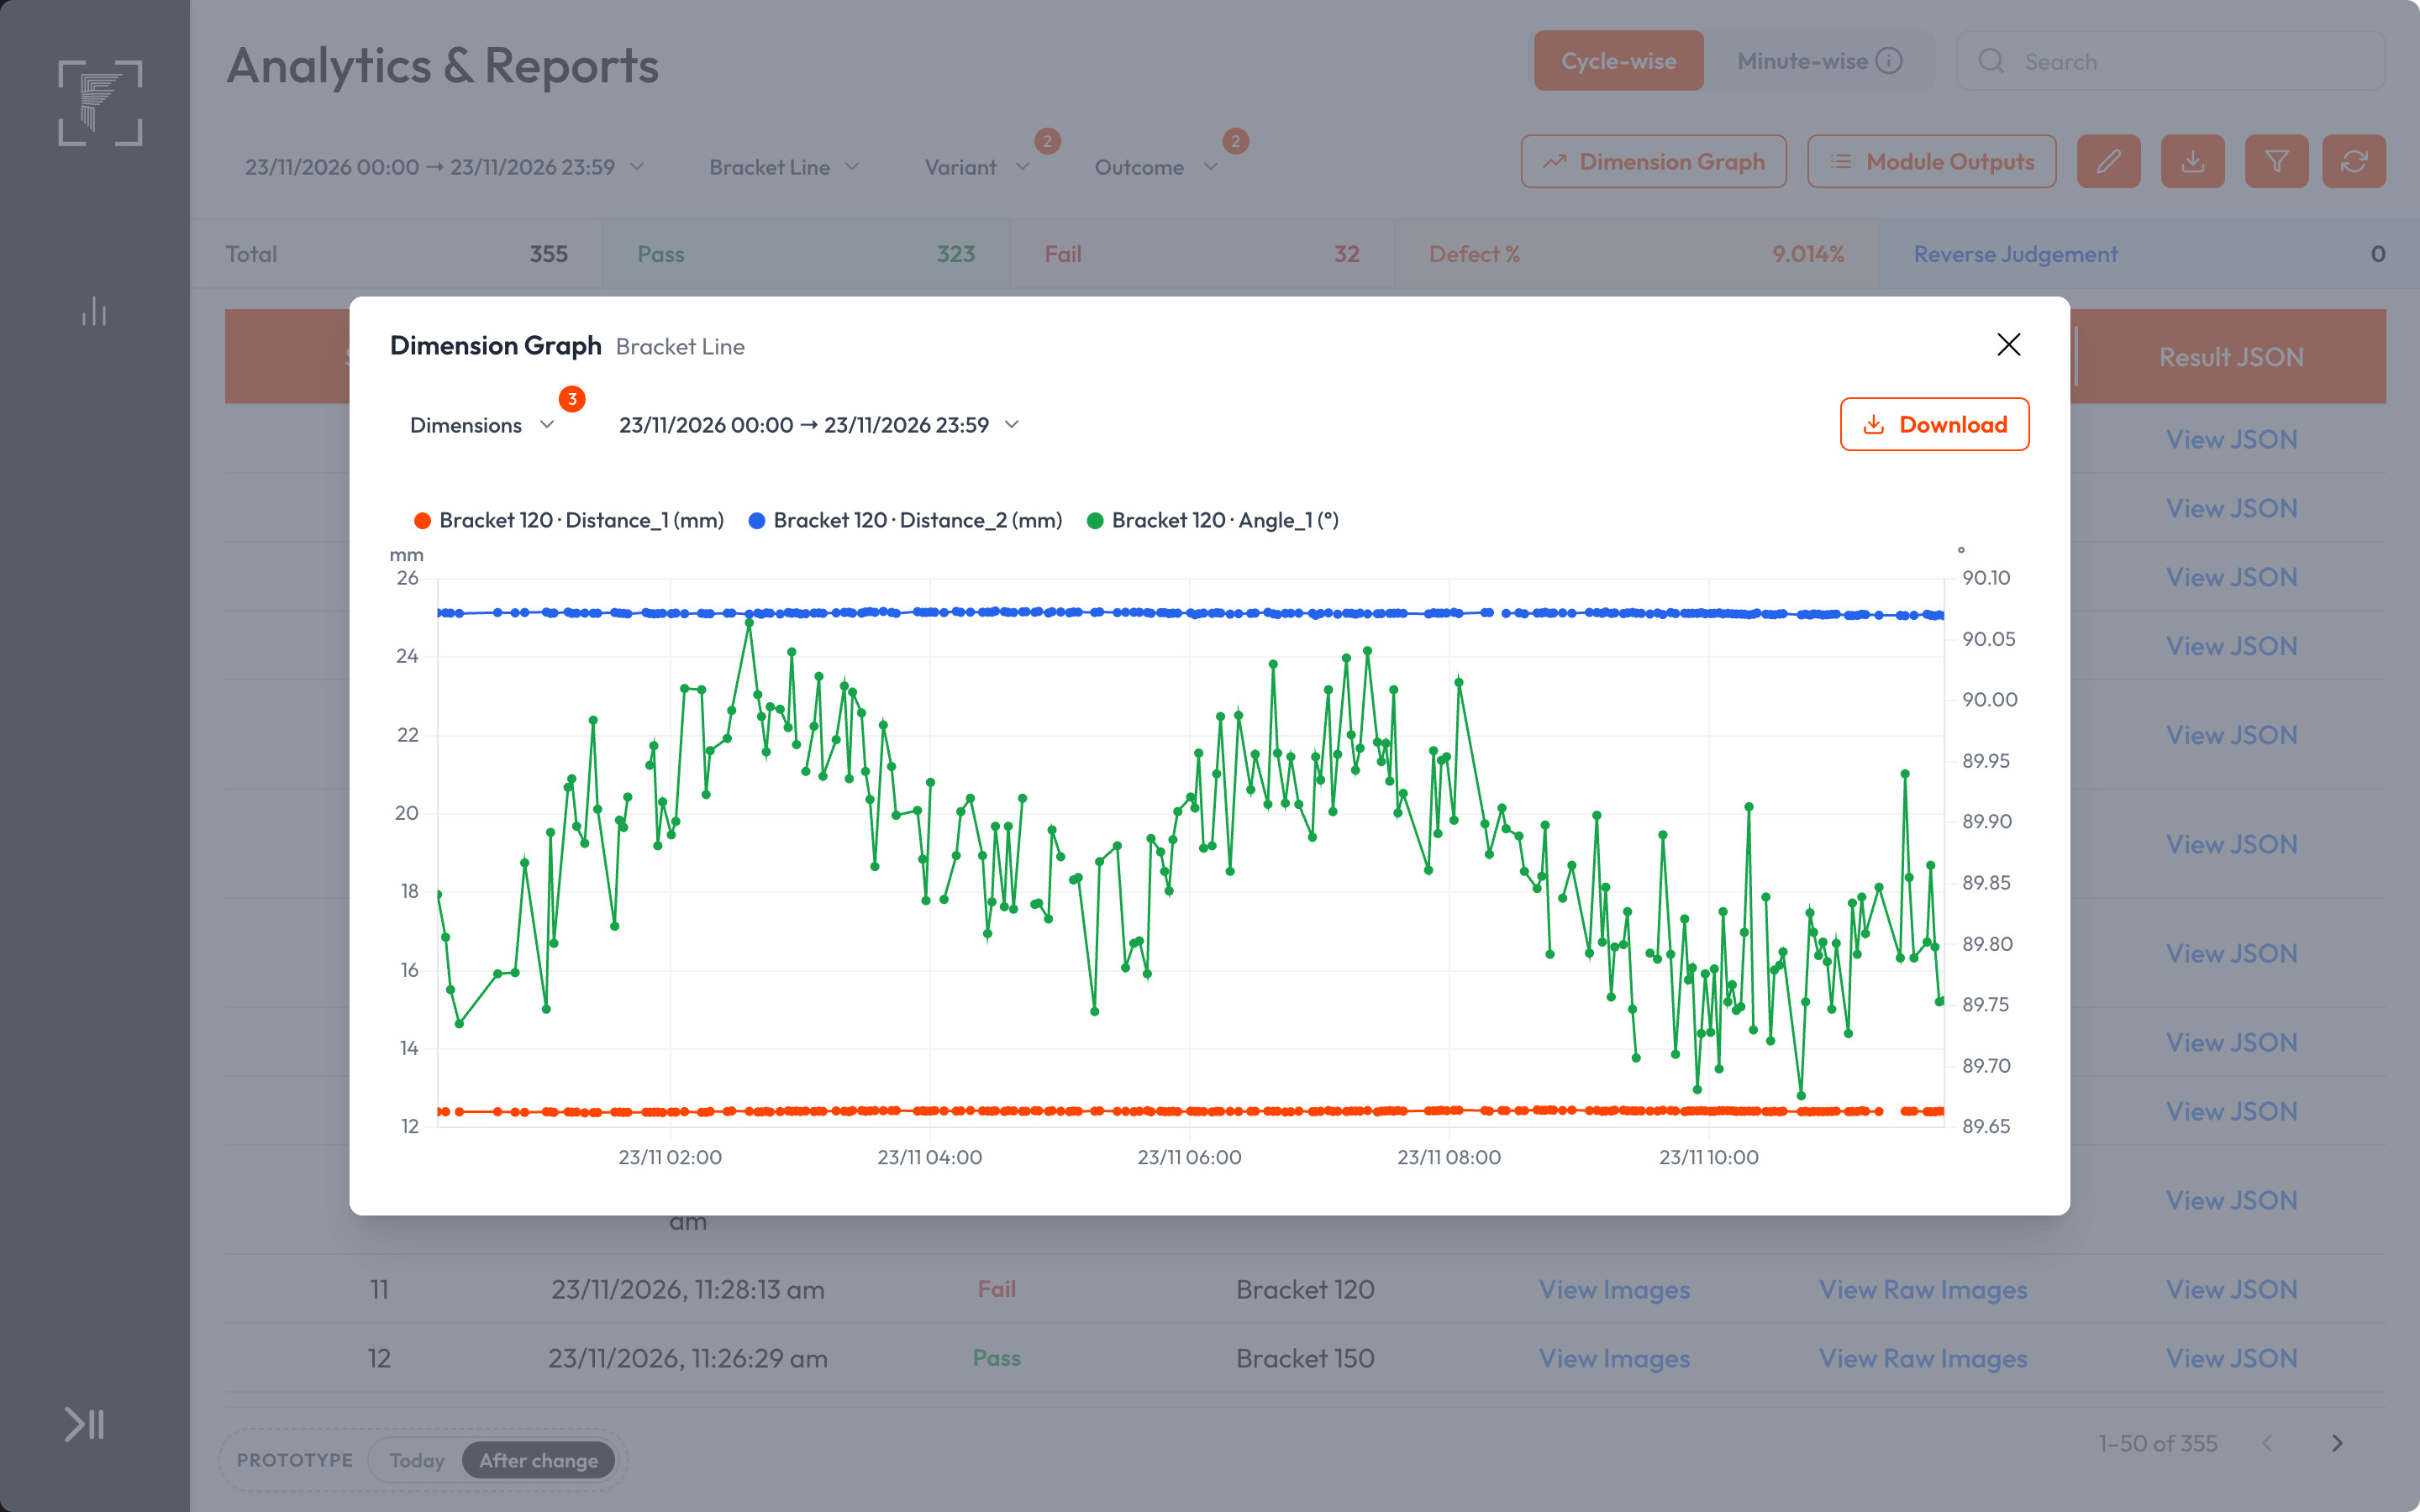 Analytics & Reports
Cycle-wise
Minute-wise
Search
23/11/2026 00:00 → 23/11/2026 23:59
Bracket Line
Variant
2
Outcome
2
Dimension Graph
Module Outputs
Total 355
Pass 323
Fail 32
Defect % 9.014%
Reverse Judgement 0
Result JSON
Dimension Graph Bracket Line
Dimensions
3
23/11/2026 00:00 → 23/11/2026 23:59
Download
Bracket 120 · Distance_1 (mm)
Bracket 120 · Distance_2 (mm)
Bracket 120 · Angle_1 (°)
mm
°
26
24
22
20
18
16
14
12
90.10
90.05
90.00
89.95
89.90
89.85
89.80
89.75
89.70
89.65
23/11 02:00
23/11 04:00
23/11 06:00
23/11 08:00
23/11 10:00
View JSON
View JSON
View JSON
View JSON
View JSON
View JSON
View JSON
View JSON
View JSON
View JSON
am
11 23/11/2026, 11:28:13 am Fail Bracket 120 View Images View Raw Images View JSON
12 23/11/2026, 11:26:29 am Pass Bracket 150 View Images View Raw Images View JSON
PROTOTYPE
Today
After change
1-50 of 355